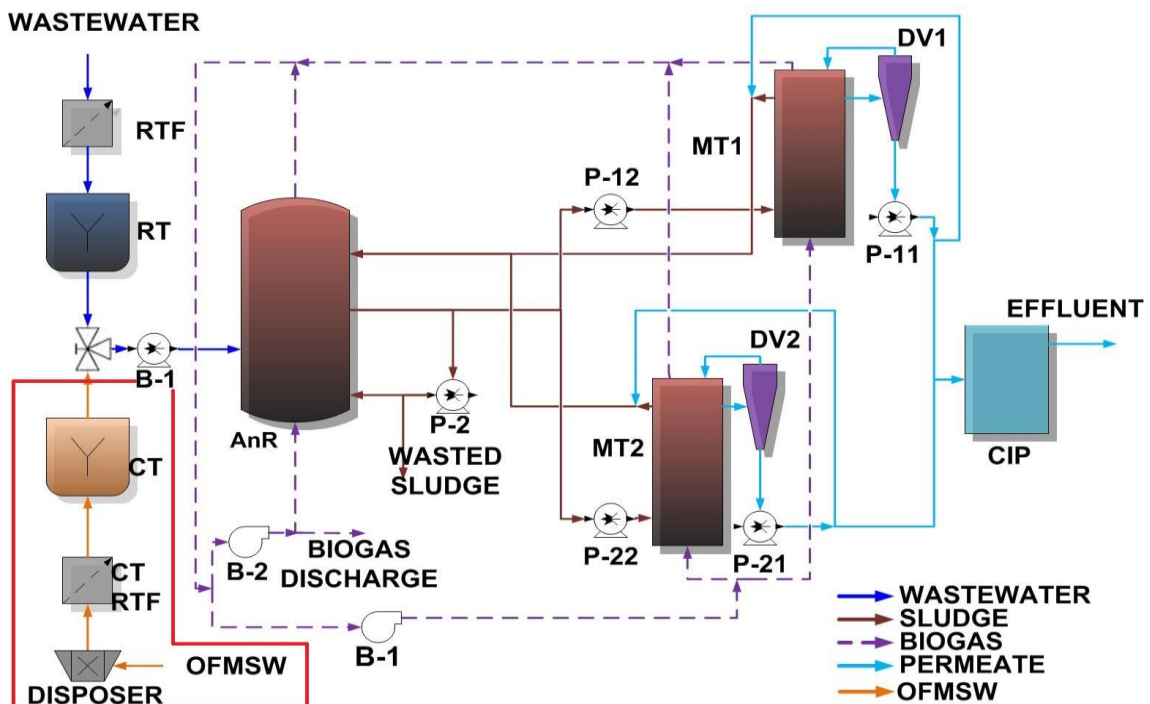 WASTEWATER
RTF
RT
B-1
CT
CT
RTF
OFMSW
DISPOSER
AnR
P-2
WASTED
SLUDGE
B-2
BIOGAS
DISCHARGE
B-1
P-12
MT1
DV1
P-11
MT2
DV2
P-22
P-21
EFFLUENT
CIP
WASTEWATER
SLUDGE
BIOGAS
PERMEATE
OFMSW